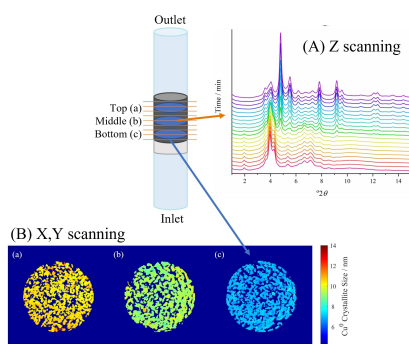 Outlet
(A) Z scanning
Top (a)
Middle (b)
Bottom (c)
Time / min
2 4 6 8 10 12 14
°2θ
Inlet
(B) X,Y scanning
(a)
(b)
(c)
14
12
10
8
6
Cu⁰ Crystallite Size / nm